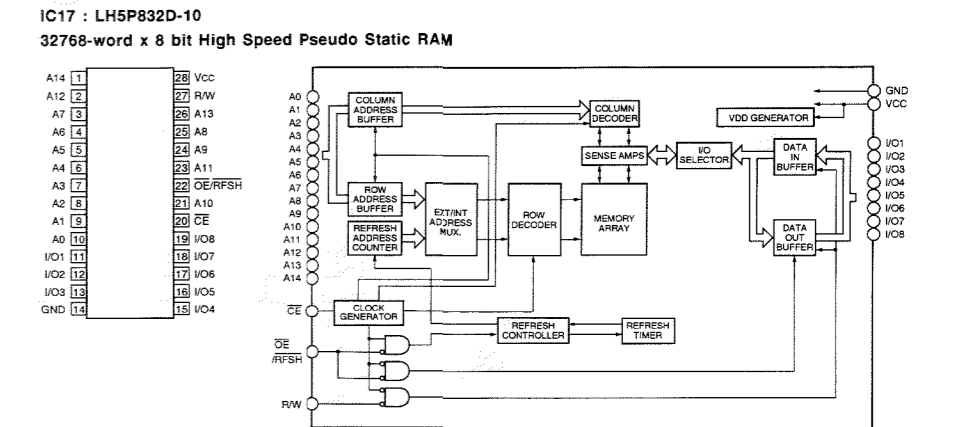 IC17 : LH5P832D-10
32768-word x 8 bit High Speed Pseudo Static RAM
A14 1
A12 2
A7 3
A6 4
A5 5
A4 6
A3 7
A2 8
A1 9
A0 10
I/O1 11
I/O2 12
I/O3 13
GND 14
28 Vcc
27 R/W
26 A13
25 A8
24 A9
23 A11
22 OE/RFSH
21 A10
20 CE
19 I/O8
18 I/O7
17 I/O6
16 I/O5
15 I/O4
A0
A1
A2
A3
A4
A5
A6
A7
A8
A9
A10
A11
A12
A13
A14
CE
OE
/RFSH
R/W
COLUMN
ADDRESS
BUFFER
ROW
ADDRESS
BUFFER
REFRESH
ADDRESS
COUNTER
EXT/INT
ADDRESS
MUX.
CLOCK
GENERATOR
ROW
DECODER
COLUMN
DECODER
SENSE AMPS
MEMORY
ARRAY
I/O
SELECTOR
REFRESH
CONTROLLER
REFRESH
TIMER
VDD GENERATOR
DATA
IN
BUFFER
DATA
OUT
BUFFER
GND
VCC
I/O1
I/O2
I/O3
I/O4
I/O5
I/O6
I/O7
I/O8